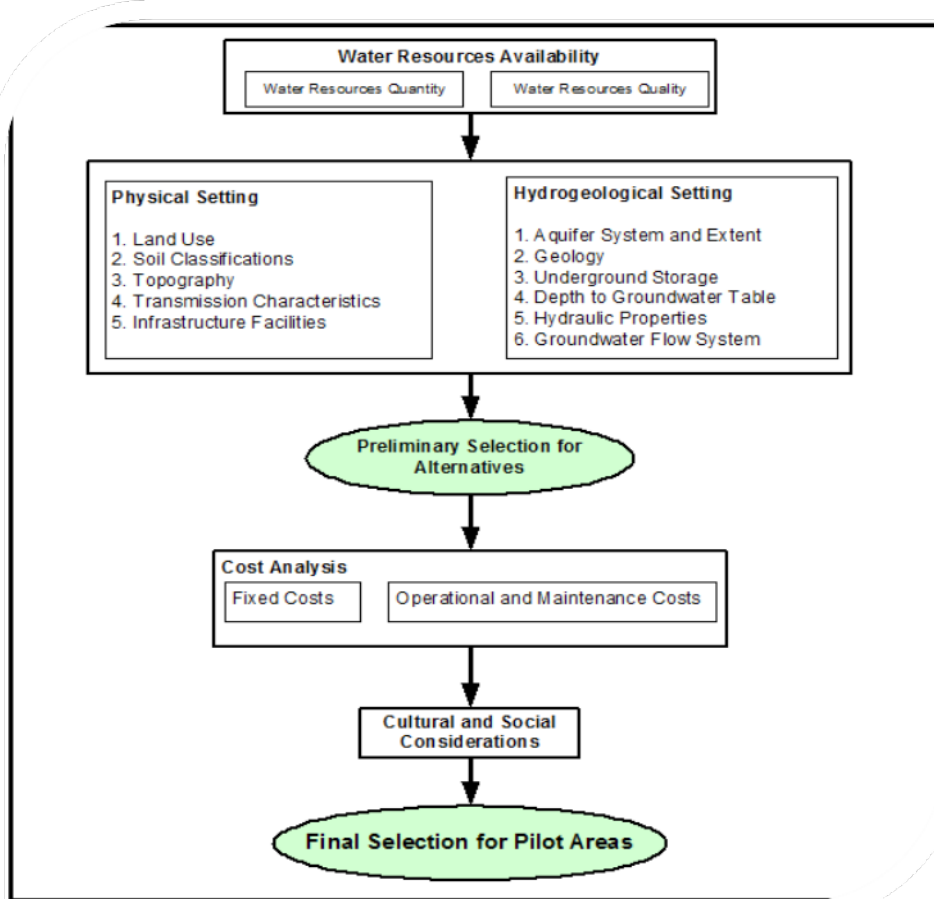 Water Resources Availability
Water Resources Quantity
Water Resources Quality
Physical Setting
1. Land Use
2. Soil Classifications
3. Topography
4. Transmission Characteristics
5. Infrastructure Facilities
Hydrogeological Setting
1. Aquifer System and Extent
2. Geology
3. Underground Storage
4. Depth to Groundwater Table
5. Hydraulic Properties
6. Groundwater Flow System
Preliminary Selection for
Alternatives
Cost Analysis
Fixed Costs
Operational and Maintenance Costs
Cultural and Social
Considerations
Final Selection for Pilot Areas